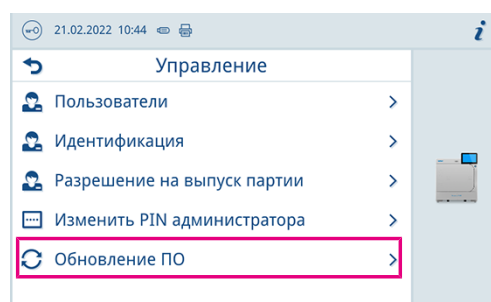 21.02.2022 10:44
i
Управление
Пользователи
Идентификация
Разрешение на выпуск партии
Изменить PIN администратора
Обновление ПО